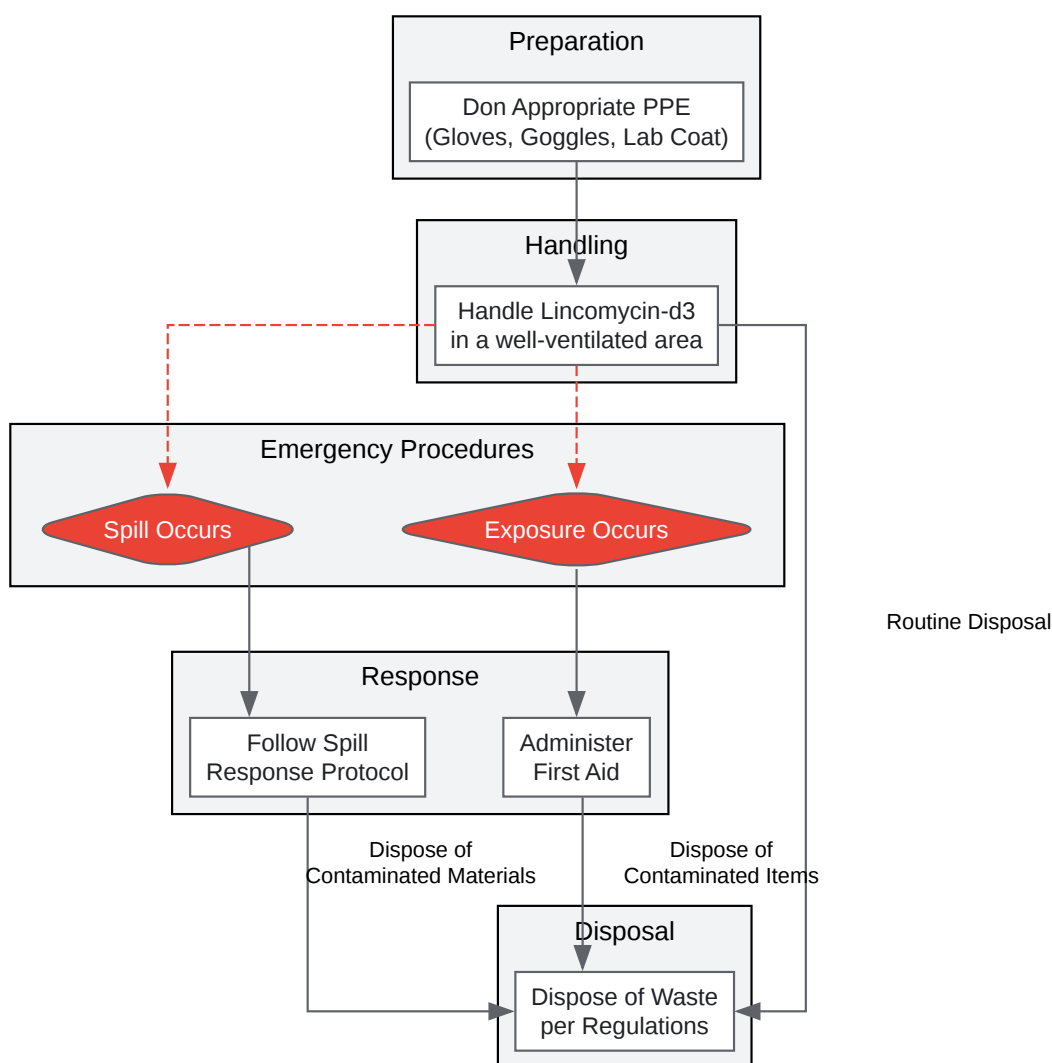 Preparation
Don Appropriate PPE
(Gloves, Goggles, Lab Coat)
Handling
Handle Lincomycin-d3
in a well-ventilated area
Emergency Procedures
Spill Occurs
Exposure Occurs
Routine Disposal
Response
Follow Spill
Response Protocol
Administer
First Aid
Dispose of
Contaminated Materials
Dispose of
Contaminated Items
Disposal
Dispose of Waste
per Regulations